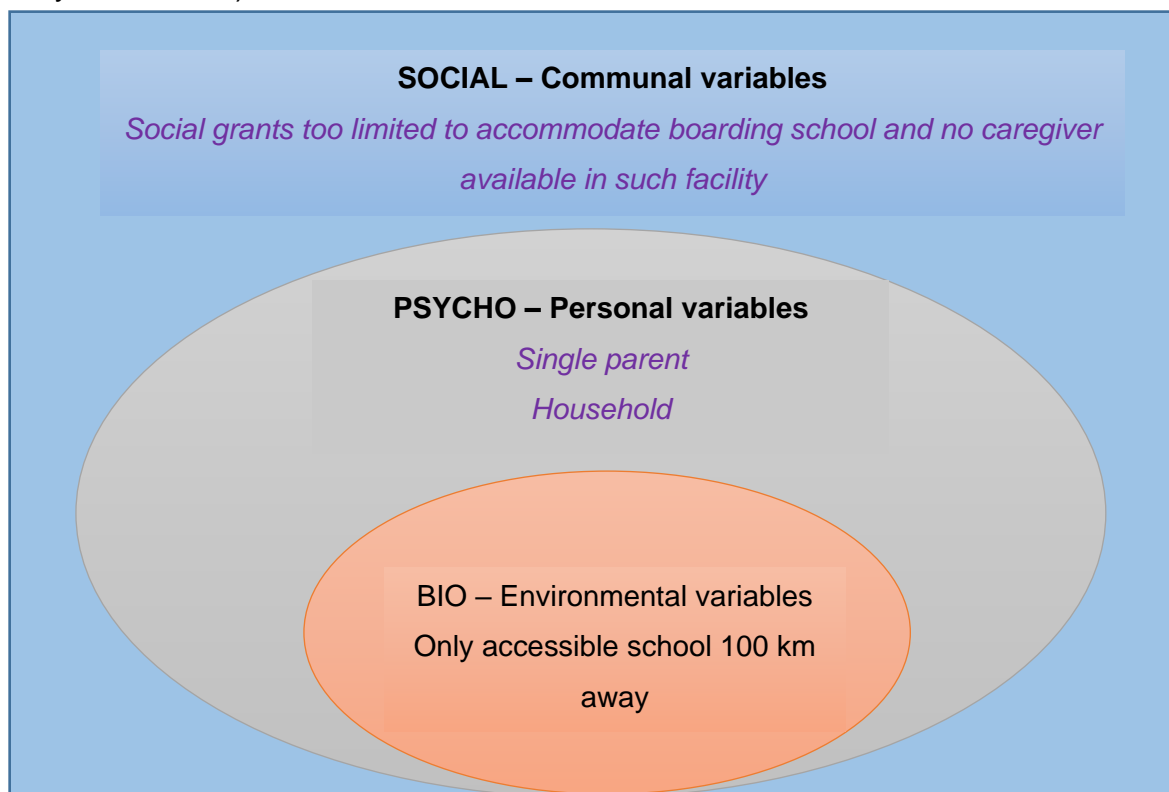 SOCIAL – Communal variables
Social grants too limited to accommodate boarding school and no caregiver
available in such facility
PSYCHO – Personal variables
Single parent
Household
BIO – Environmental variables
Only accessible school 100 km
away